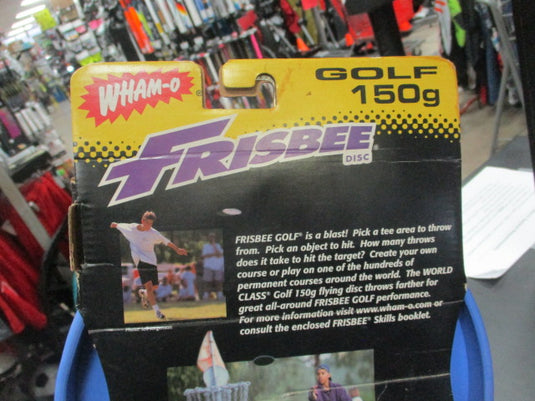 WHAM-O
GOLF
150g
FRISBEE
DISC
FRISBEE GOLF® is a blast! Pick a tee area to throw
from. Pick an object to hit. How many throws
does it take to hit the target? Create your own
course or play on one of the hundreds of
permanent courses around the world. The WORLD
CLASS® Golf 150g flying disc throws farther for
great all-around FRISBEE GOLF performance.
For more information visit www.wham-o.com or
consult the enclosed FRISBEE® Skills booklet.